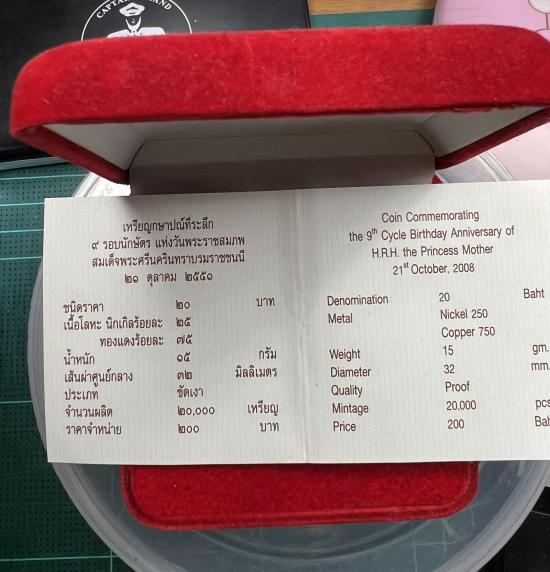 เหรียญกษาปณ์ที่ระลึก
๙ รอบนักษัตร แห่งวันพระราชสมภพ
สมเด็จพระศรีนครินทราบรมราชชนนี
๒๑ ตุลาคม ๒๕๕๑
ชนิดราคา ๒๐ บาท
เนื้อโลหะ นิกเกิลร้อยละ ๒๕
ทองแดงร้อยละ ๗๕
น้ำหนัก ๑๕ กรัม
เส้นผ่าศูนย์กลาง ๓๒ มิลลิเมตร
ประเภท ขัดเงา
จำนวนผลิต ๒๐,๐๐๐ เหรียญ
ราคาจำหน่าย ๒๐๐ บาท
Coin Commemorating
the 9th Cycle Birthday Anniversary of
H.R.H. the Princess Mother
21st October, 2008
Denomination 20 Baht
Metal Nickel 250
Copper 750
Weight 15 gm.
Diameter 32 mm.
Quality Proof
Mintage 20,000 pcs
Price 200 Bah